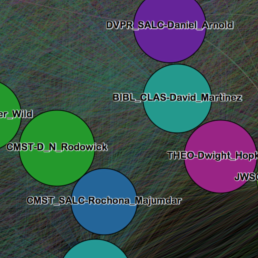 DVPR_SALC-Daniel_Arnold
BIBL_CLAS-David_Martinez
er_Wild
CMST-D_N_Rodowick
THEO-Dwight_Hopk
JWS
CMST_SALC-Rochona_Majumdar